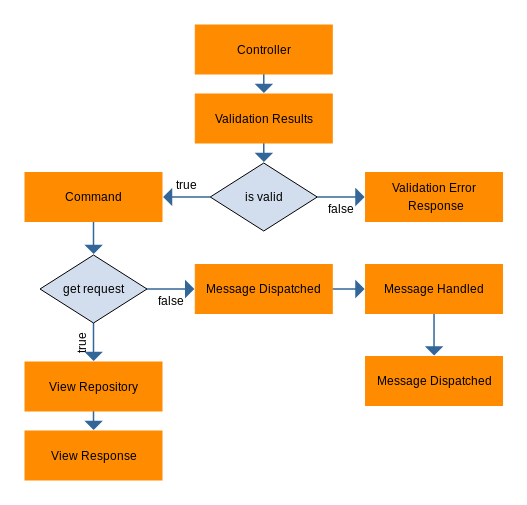 Controller
Validation Results
is valid
true
false
Command
Validation Error
Response
get request
false
Message Dispatched
Message Handled
true
Message Dispatched
View Repository
View Response